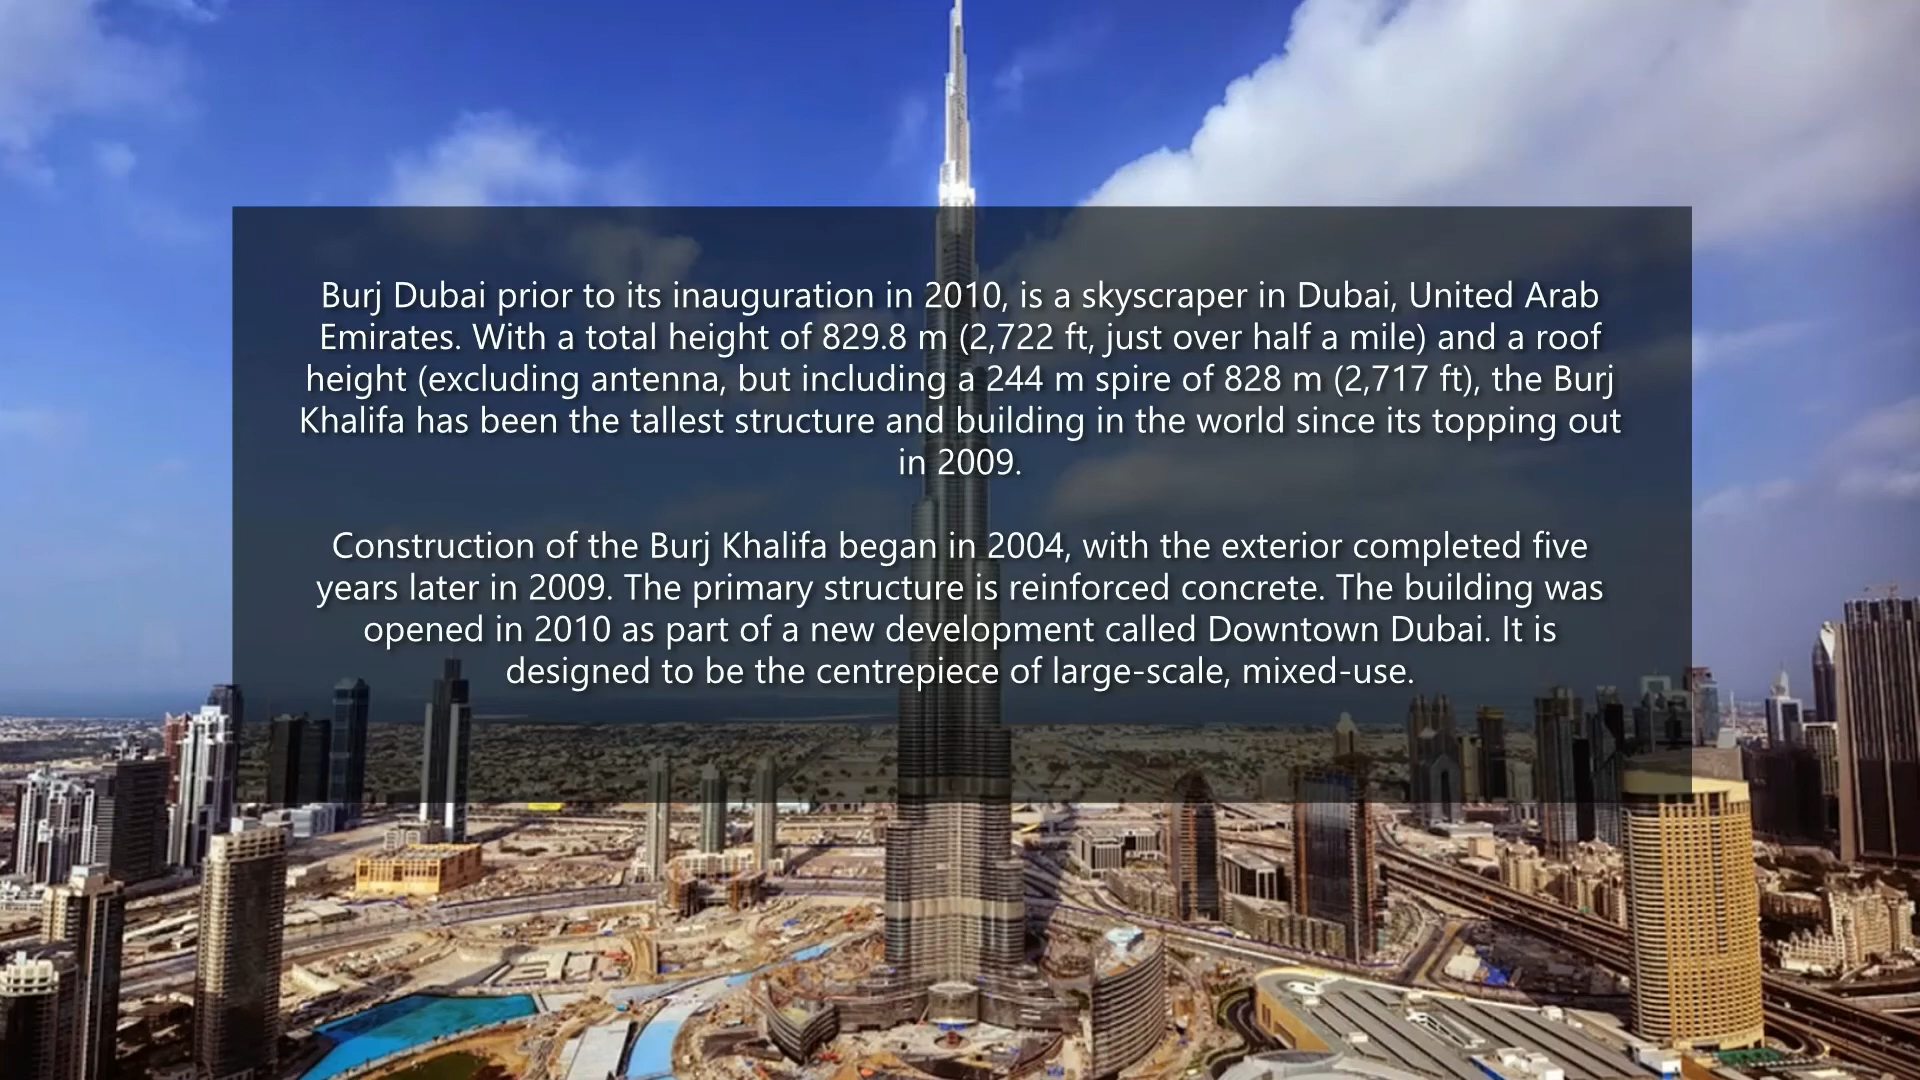 Burj Dubai prior to its inauguration in 2010, is a skyscraper in Dubai, United Arab
Emirates. With a total height of 829.8 m (2,722 ft, just over half a mile) and a roof
height (excluding antenna, but including a 244 m spire of 828 m (2,717 ft), the Burj
Khalifa has been the tallest structure and building in the world since its topping out
in 2009.
Construction of the Burj Khalifa began in 2004, with the exterior completed five
years later in 2009. The primary structure is reinforced concrete. The building was
opened in 2010 as part of a new development called Downtown Dubai. It is
designed to be the centrepiece of large-scale, mixed-use.